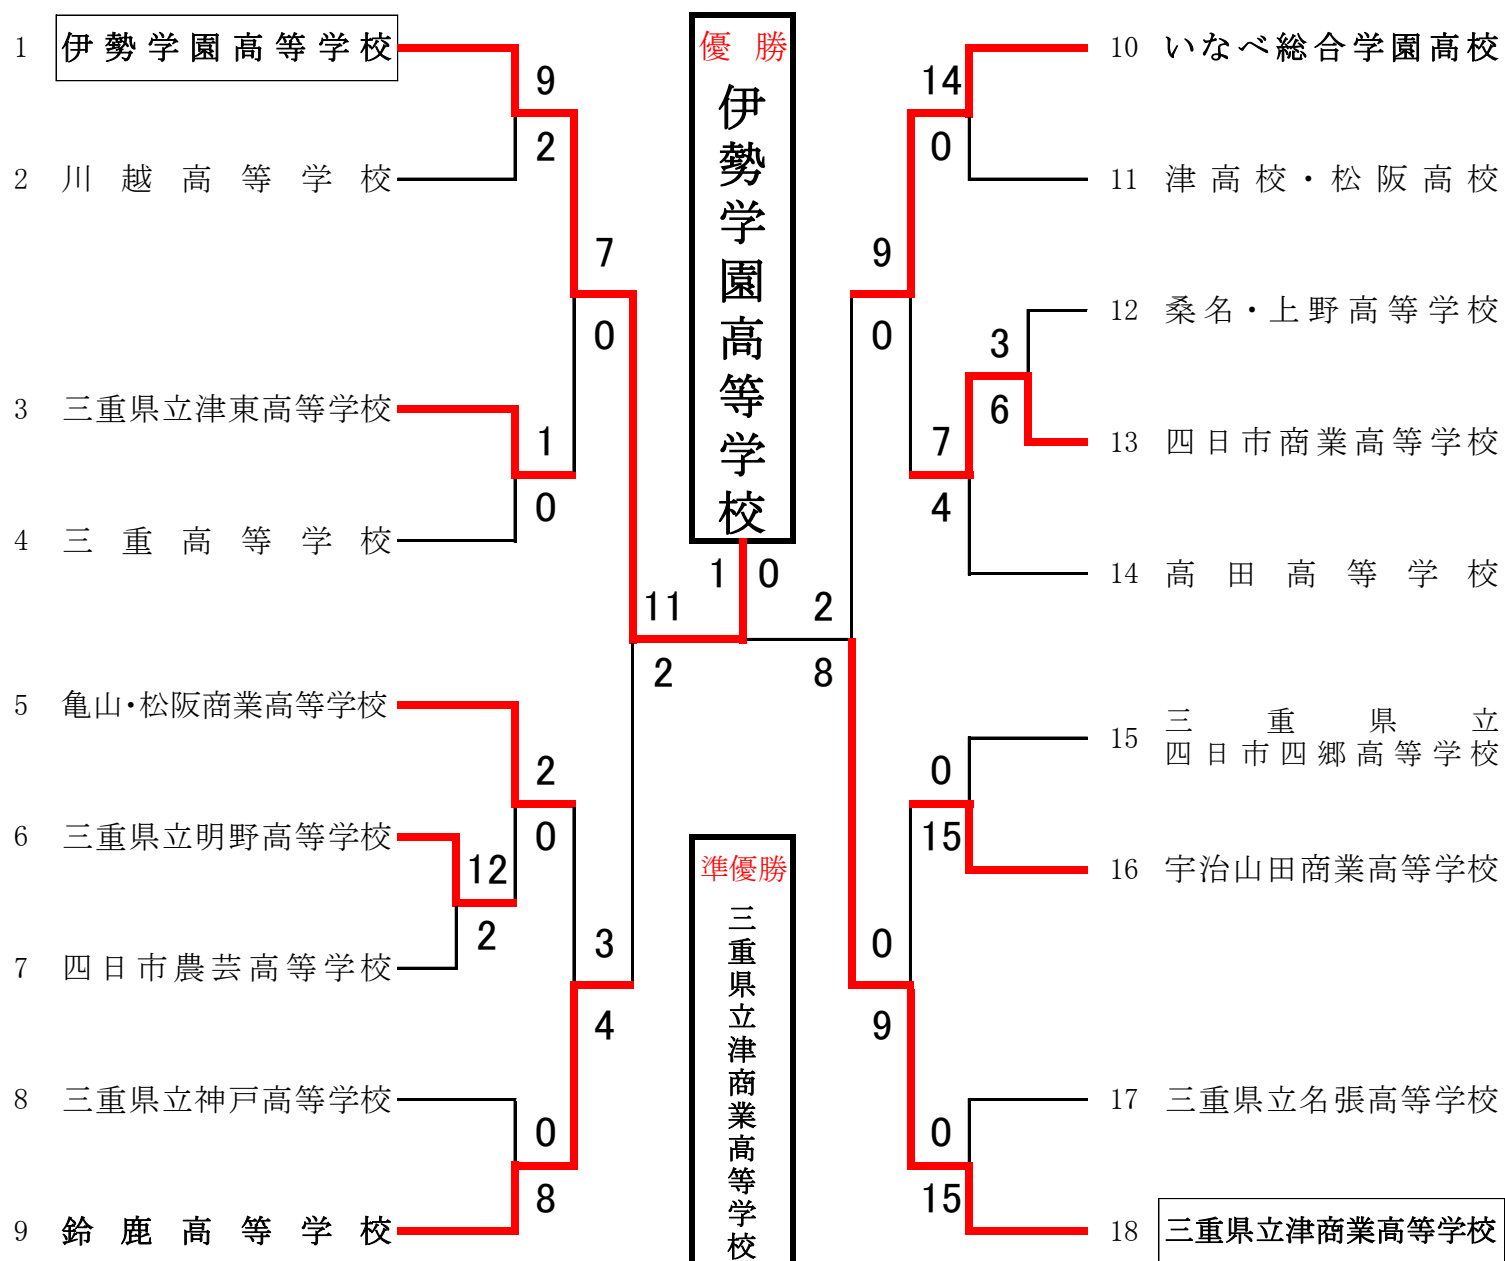 1 伊勢学園高等学校
9
2
2 川越高等学校
7
0
3 三重県立津東高等学校
1
0
4 三重高等学校
11
2
5 亀山・松阪商業高等学校
2
0
6 三重県立明野高等学校
12
2
7 四日市農芸高等学校
3
4
8 三重県立神戸高等学校
0
8
9 鈴鹿高等学校
優勝
伊勢学園高等学校
1 0
準優勝
三重県立津商業高等学校
10 いなべ総合学園高校
14
0
11 津高校・松阪高校
9
0
12 桑名・上野高等学校
3
6
13 四日市商業高等学校
7
4
14 高田高等学校
2
8
15 三重県立
四日市四郷高等学校
0
15
16 宇治山田商業高等学校
0
9
17 三重県立名張高等学校
0
15
18 三重県立津商業高等学校